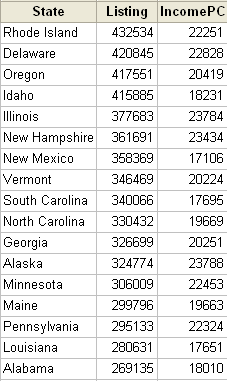 State Listing IncomePC
Rhode Island 432534 22251
Delaware 420845 22828
Oregon 417551 20419
Idaho 415885 18231
Illinois 377683 23784
New Hampshire 361691 23434
New Mexico 358369 17106
Vermont 346469 20224
South Carolina 340066 17695
North Carolina 330432 19669
Georgia 326699 20251
Alaska 324774 23788
Minnesota 306009 22453
Maine 299796 19663
Pennsylvania 295133 22324
Louisiana 280631 17651
Alabama 269135 18010